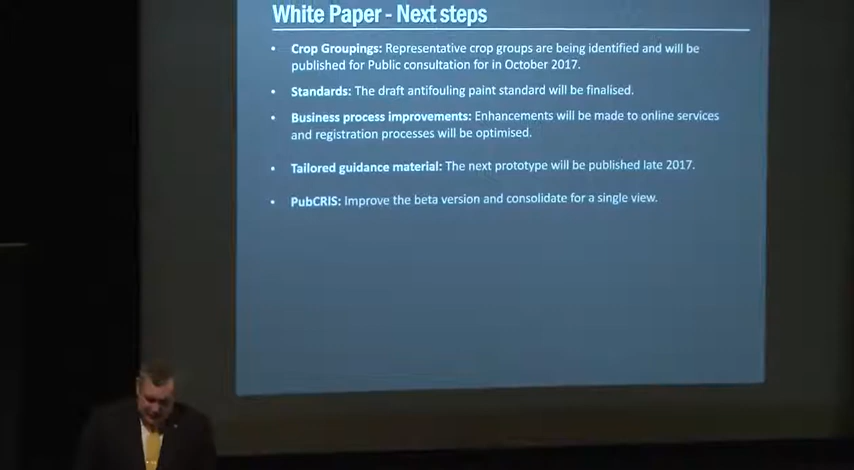 White Paper - Next steps
• Crop Groupings: Representative crop groups are being identified and will be
published for Public consultation for in October 2017.
• Standards: The draft antifouling paint standard will be finalised.
• Business process improvements: Enhancements will be made to online services
and registration processes will be optimised.
• Tailored guidance material: The next prototype will be published late 2017.
• PubCRIS: Improve the beta version and consolidate for a single view.